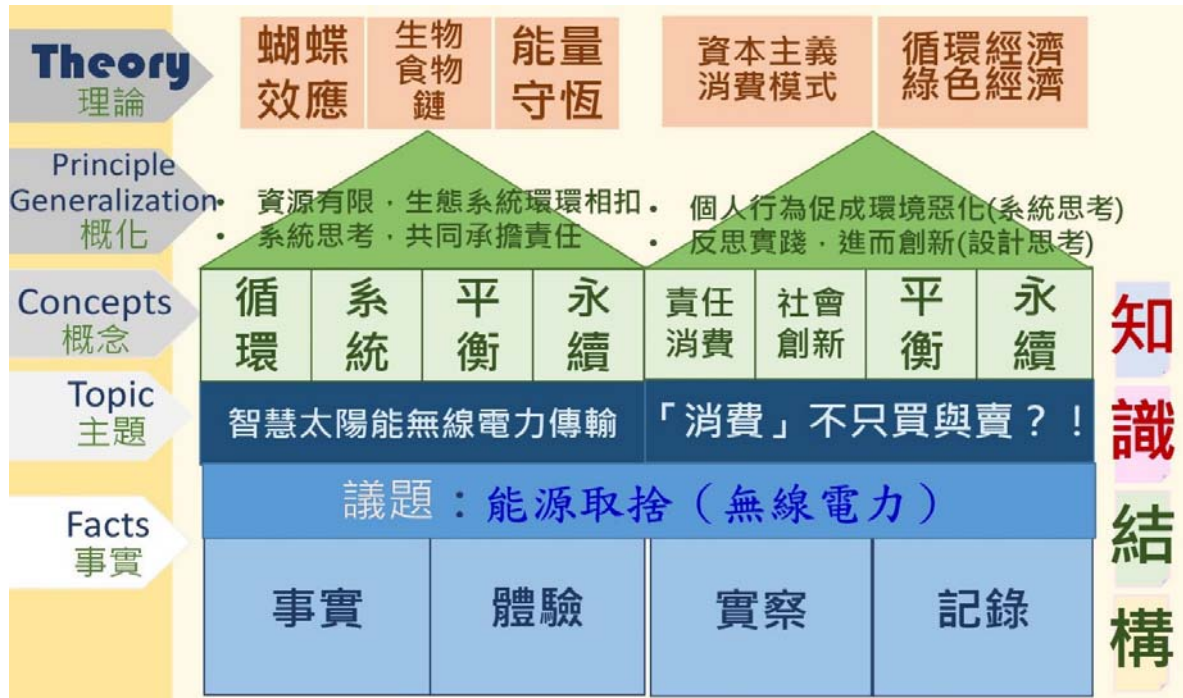 Theory
理論
蝴蝶
效應
生物
食物
鏈
能量
守恆
資本主義
消費模式
循環經濟
綠色經濟
Principle
Generalization
概化
• 資源有限，生態系統環環相扣
• 系統思考，共同承擔責任
• 個人行為促成環境惡化(系統思考)
• 反思實踐，進而創新(設計思考)
Concepts
概念
循
環
系
統
平
衡
永
續
責任
消費
社會
創新
平
衡
永
續
Topic
主題
智慧太陽能無線電力傳輸
「消費」不只買與賣？！
議題：能源取捨（無線電力）
Facts
事實
事實
體驗
實察
記錄
知
識
結
構